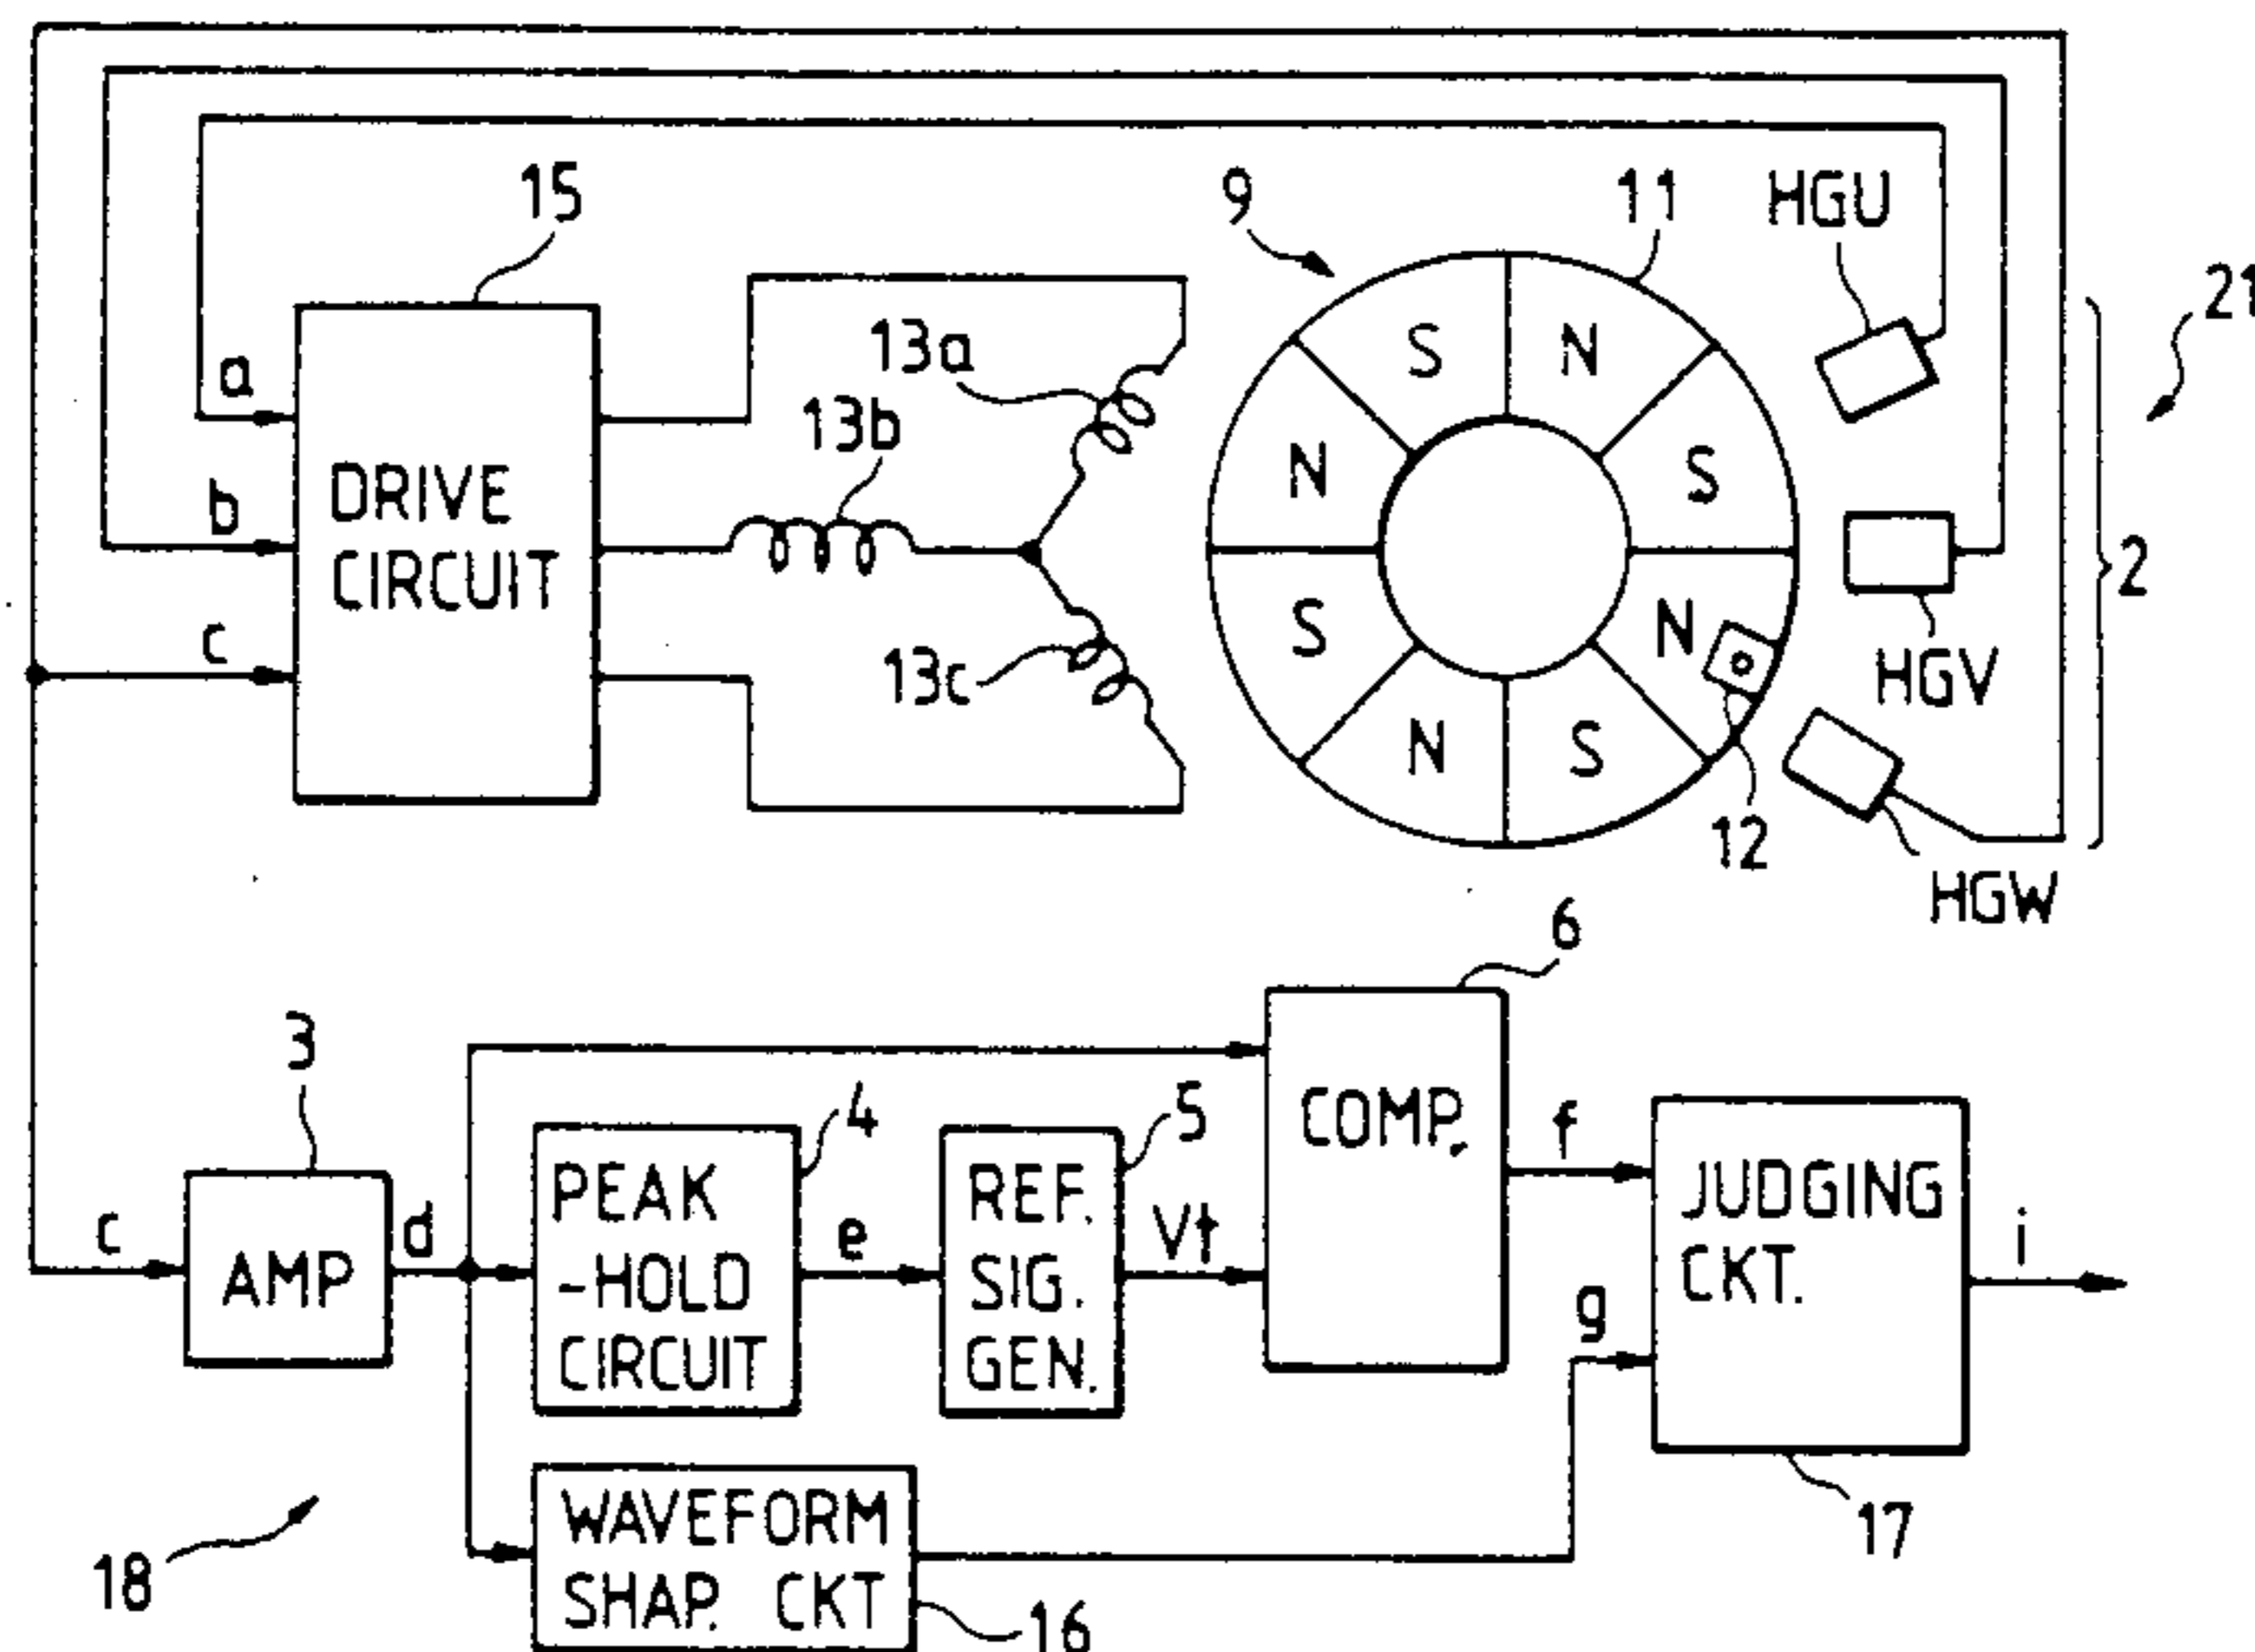 15
9
11
HGU
21
a
13a
S
N
b
13b
N
S
DRIVE
CIRCUIT
c
13c
S
N
2
HGV
N
S
12
HGW
6
3
4
5
COMP.
f
c
AMP
d
PEAK
-HOLD
CIRCUIT
e
REF.
SIG.
GEN.
Vt
JUDGING
CKT.
i
g
WAVEFORM
SHAP. CKT
18
16
17